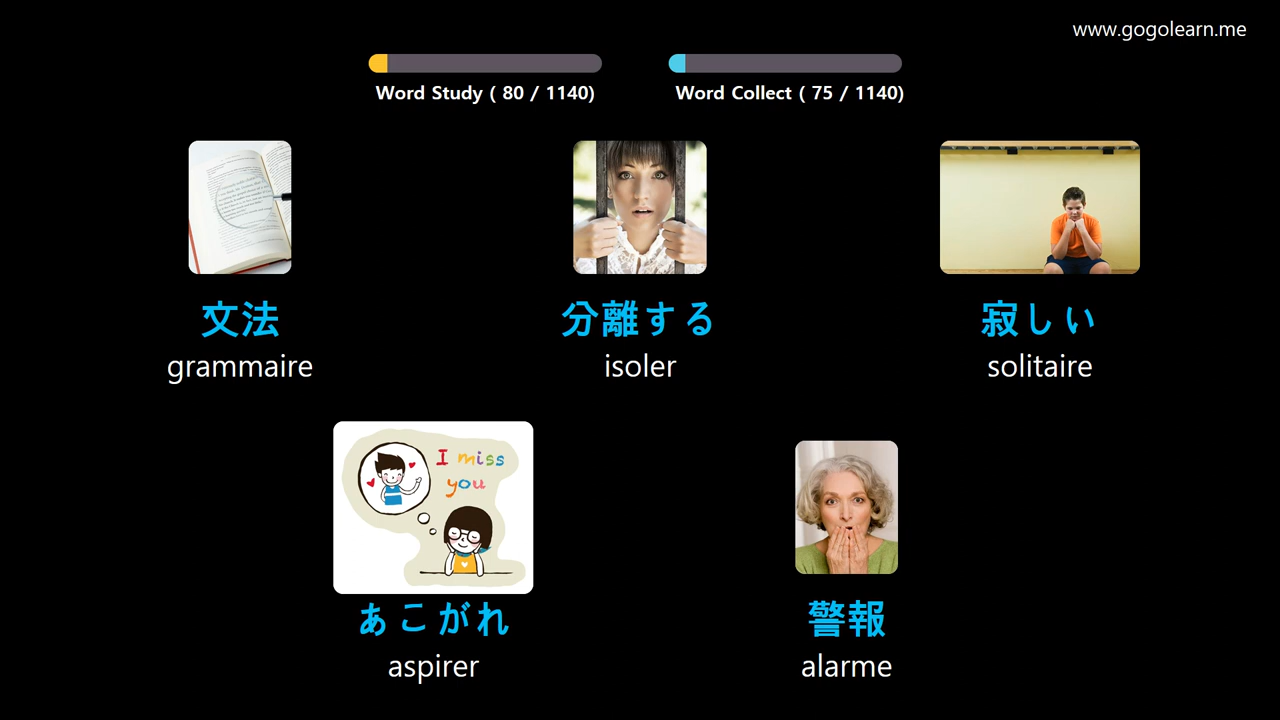 www.gogolearn.me
Word Study ( 80 / 1140)
Word Collect ( 75 / 1140)
文法
grammaire
分離する
isoler
寂しい
solitaire
I miss
you
あこがれ
aspirer
警報
alarme